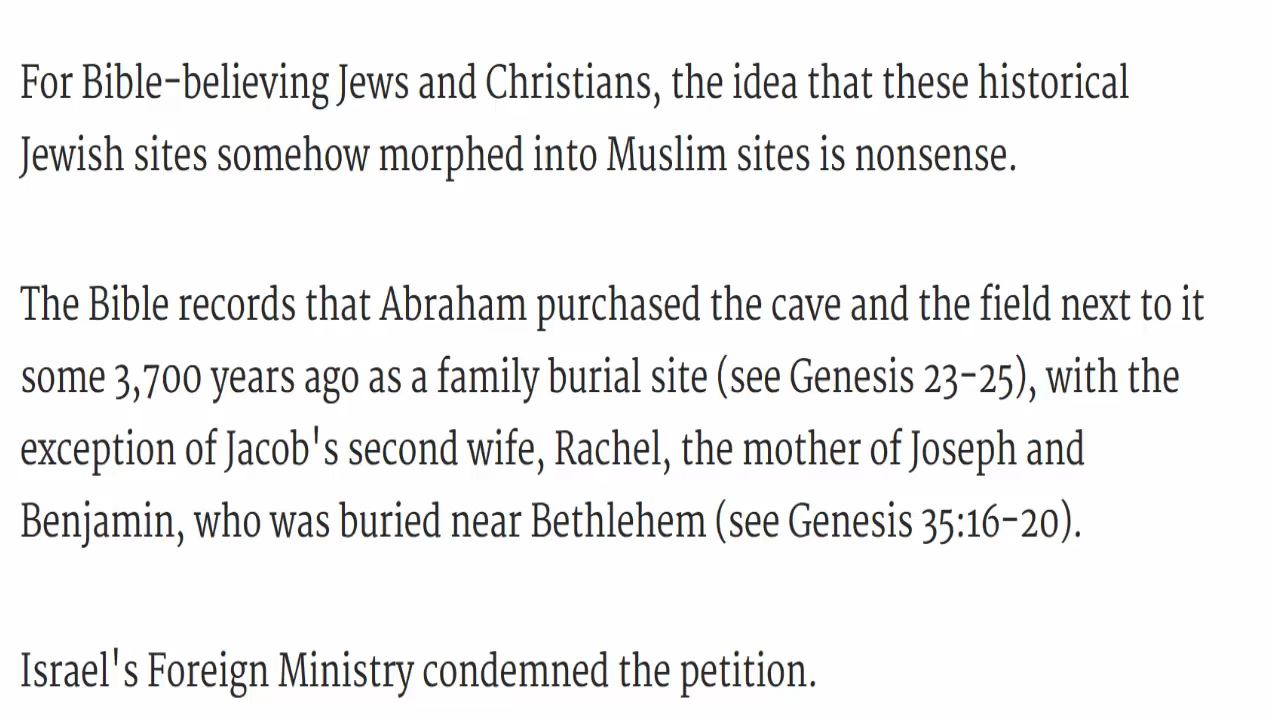 For Bible-believing Jews and Christians, the idea that these historical
Jewish sites somehow morphed into Muslim sites is nonsense.
The Bible records that Abraham purchased the cave and the field next to it
some 3,700 years ago as a family burial site (see Genesis 23-25), with the
exception of Jacob's second wife, Rachel, the mother of Joseph and
Benjamin, who was buried near Bethlehem (see Genesis 35:16-20).
Israel's Foreign Ministry condemned the petition.